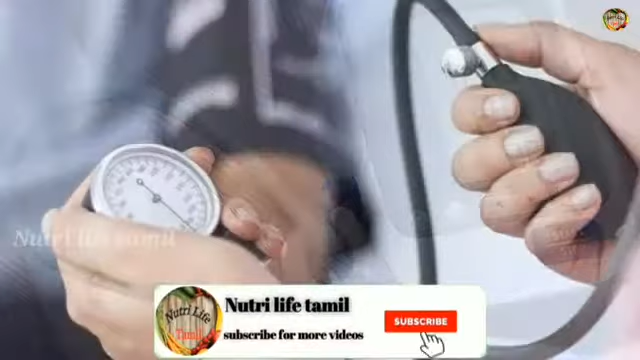 Nutri Life tamil
Nutri life tamil
subscribe for more videos
SUBSCRIBE
Nutri Life
Tamil